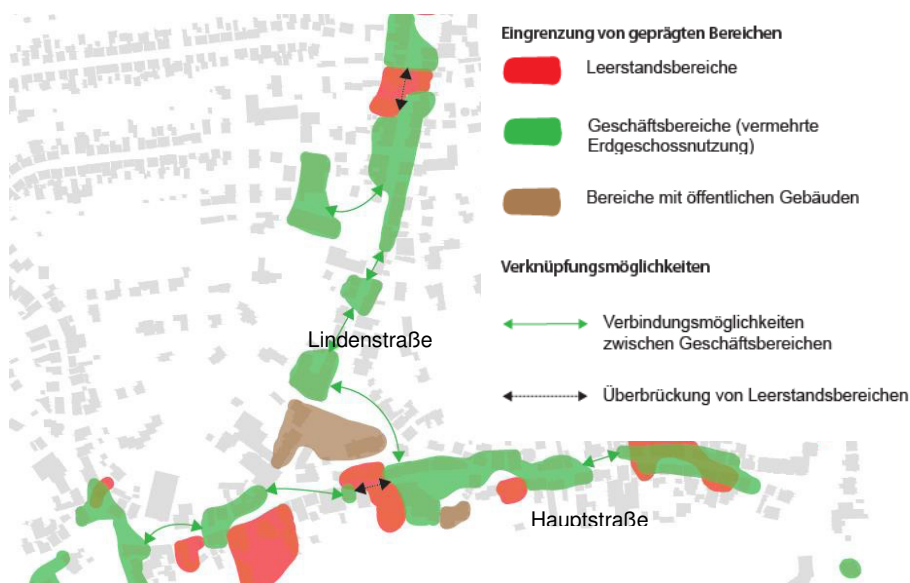 Eingrenzung von geprägten Bereichen
Leerstandsbereiche
Geschäftsbereiche (vermehrte
Erdgeschossnutzung)
Bereiche mit öffentlichen Gebäuden
Verknüpfungsmöglichkeiten
Verbindungsmöglichkeiten
zwischen Geschäftsbereichen
Überbrückung von Leerstandsbereichen
Lindenstraße
Hauptstraße